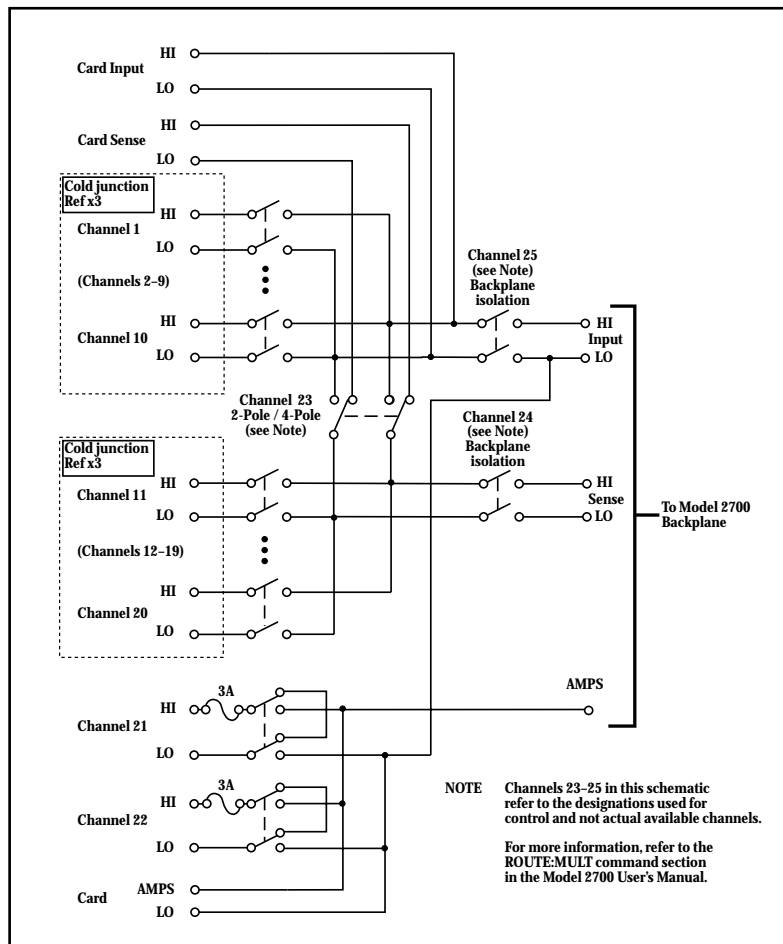 HI
Card Input
LO
HI
Card Sense
LO
Cold junction
Ref x3
HI
Channel 1
LO
(Channels 2–9)
HI
Channel 10
LO
Channel 25
(see Note)
Backplane
isolation
HI
Input
LO
Channel 23
2-Pole / 4-Pole
(see Note)
Channel 24
(see Note)
Backplane
isolation
Cold junction
Ref x3
HI
Channel 11
LO
(Channels 12–19)
HI
Channel 20
LO
HI
Sense
LO
To Model 2700
Backplane
AMPS
3A
HI
Channel 21
LO
3A
HI
Channel 22
LO
AMPS
Card
LO
NOTE Channels 23–25 in this schematic
refer to the designations used for
control and not actual available channels.
For more information, refer to the
ROUTE:MULT command section
in the Model 2700 User's Manual.